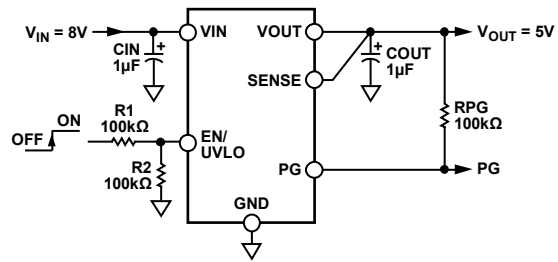 V_IN = 8V
CIN
1µF
VIN
VOUT
V_OUT = 5V
COUT
1µF
SENSE
ON
OFF
R1
100kΩ
EN/
UVLO
R2
100kΩ
RPG
100kΩ
PG
PG
GND